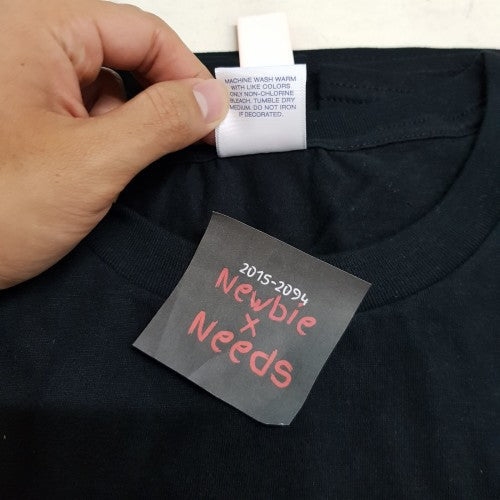 MACHINE WASH WARM
WITH LIKE COLORS
ONLY NON-CHLORINE
BLEACH. TUMBLE DRY
MEDIUM. DO NOT IRON
IF DECORATED.
2015-2094
Newbie
x
Needs